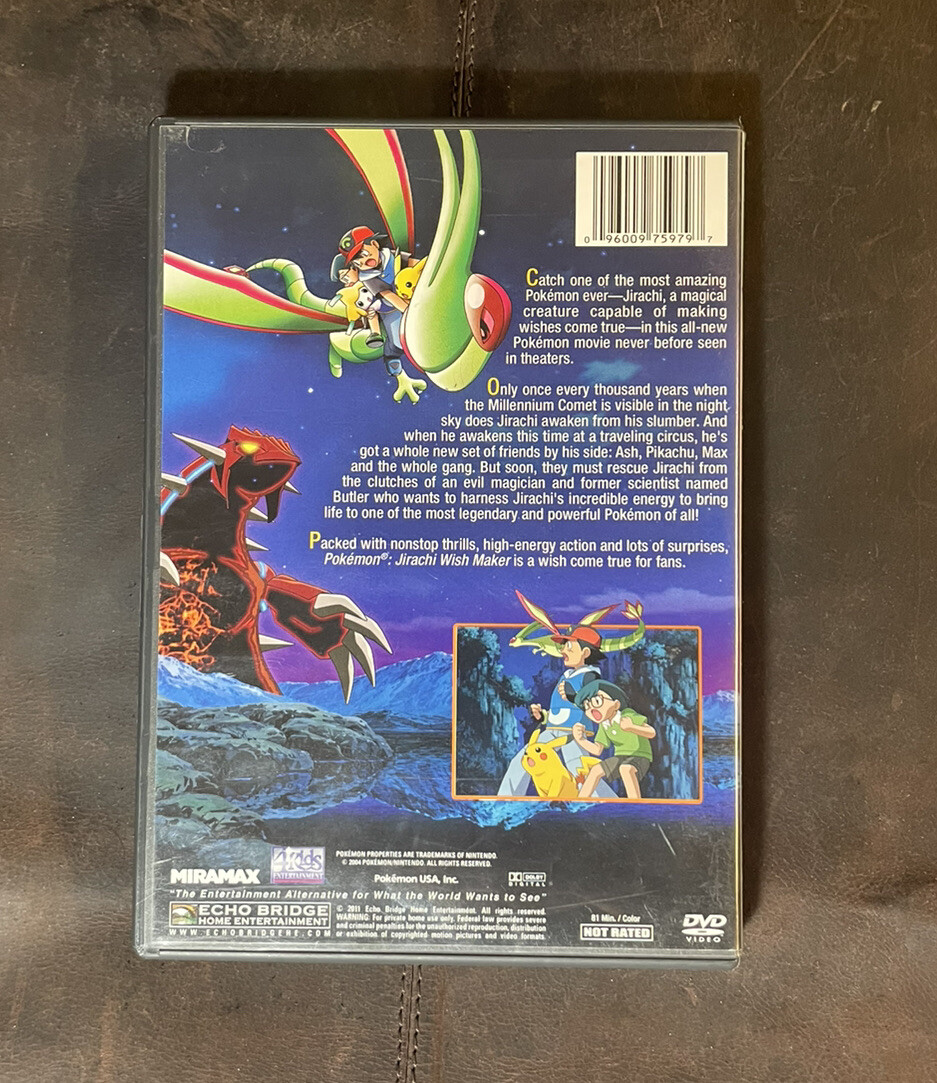 0 96009 75979 7
Catch one of the most amazing
Pokémon ever—Jirachi, a magical
creature capable of making
wishes come true—in this all-new
Pokémon movie never before seen
in theaters.
Only once every thousand years when
the Millennium Comet is visible in the night
sky does Jirachi awaken from his slumber. And
when he awakens this time at a traveling circus, he's
got a whole new set of friends by his side: Ash, Pikachu, Max
and the whole gang. But soon, they must rescue Jirachi from
the clutches of an evil magician and former scientist named
Butler who wants to harness Jirachi's incredible energy to bring
life to one of the most legendary and powerful Pokémon of all!
Packed with nonstop thrills, high-energy action and lots of surprises,
Pokémon®: Jirachi Wish Maker is a wish come true for fans.
MIRAMAX
4Kids
ENTERTAINMENT
POKÉMON PROPERTIES ARE TRADEMARKS OF NINTENDO.
© 2004 POKÉMON/NINTENDO. ALL RIGHTS RESERVED.
Pokémon USA, Inc.
DOLBY
DIGITAL
"The Entertainment Alternative for What the World Wants to See"
ECHO BRIDGE
HOME ENTERTAINMENT
WWW.ECHOBRIDGEHE.COM
© 2011 Echo Bridge Home Entertainment. All rights reserved.
WARNING: For private home use only. Federal law provides severe
and criminal penalties for the unauthorized reproduction, distribution
or exhibition of copyrighted motion pictures and video formats.
81 Min. / Color
NOT RATED
DVD
VIDEO